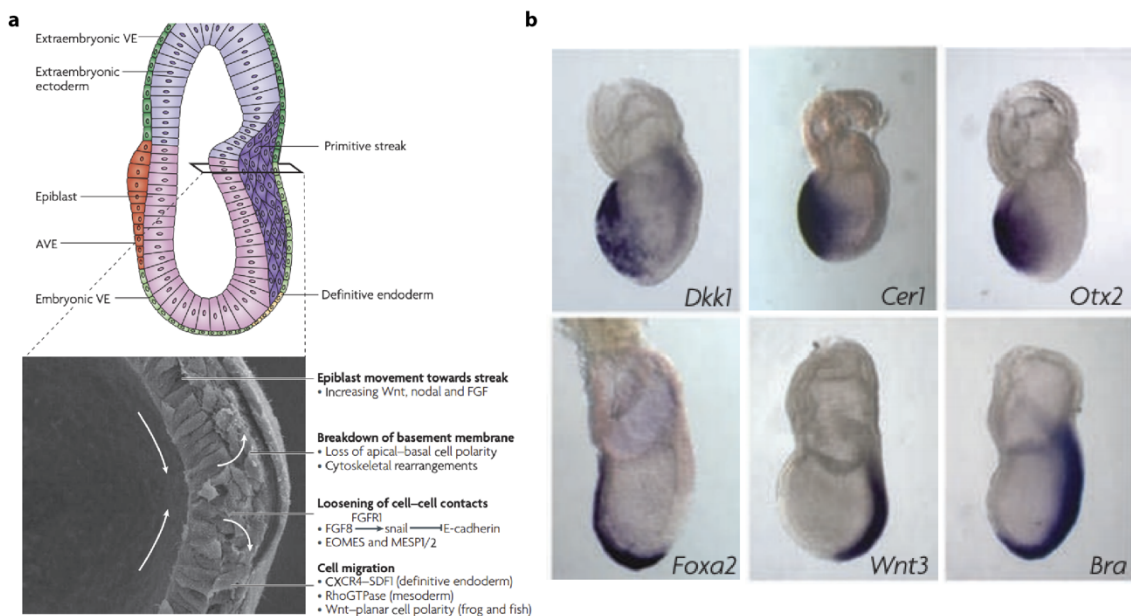 a
Extraembryonic VE
Extraembryonic
ectoderm
Primitive streak
Epiblast
AVE
Definitive endoderm
Embryonic VE
Epiblast movement towards streak
• Increasing Wnt, nodal and FGF
Breakdown of basement membrane
• Loss of apical–basal cell polarity
• Cytoskeletal rearrangements
Loosening of cell–cell contacts
FGFR1
• FGF8 snail E-cadherin
• EOMES and MESP1/2
Cell migration
• CXCR4–SDF1 (definitive endoderm)
• RhoGTPase (mesoderm)
• Wnt–planar cell polarity (frog and fish)
b
Dkk1
Cer1
Otx2
Foxa2
Wnt3
Bra